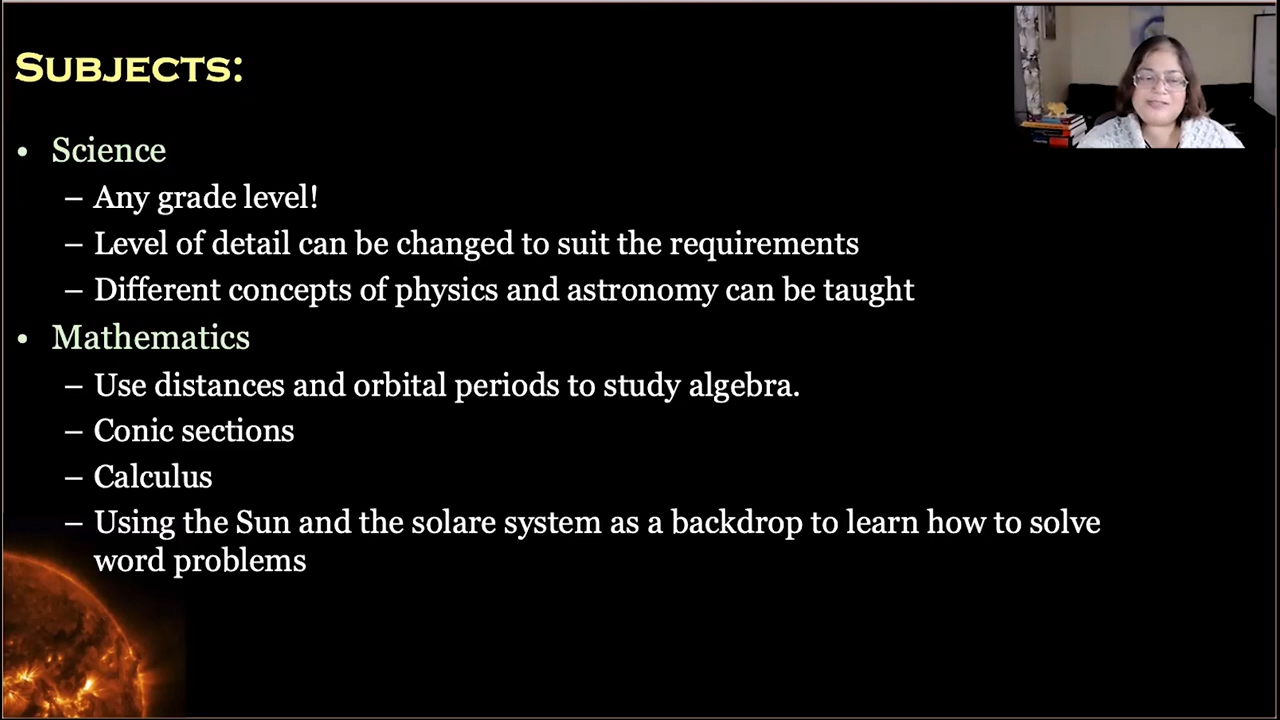 SUBJECTS:
• Science
– Any grade level!
– Level of detail can be changed to suit the requirements
– Different concepts of physics and astronomy can be taught
• Mathematics
– Use distances and orbital periods to study algebra.
– Conic sections
– Calculus
– Using the Sun and the solare system as a backdrop to learn how to solve
word problems